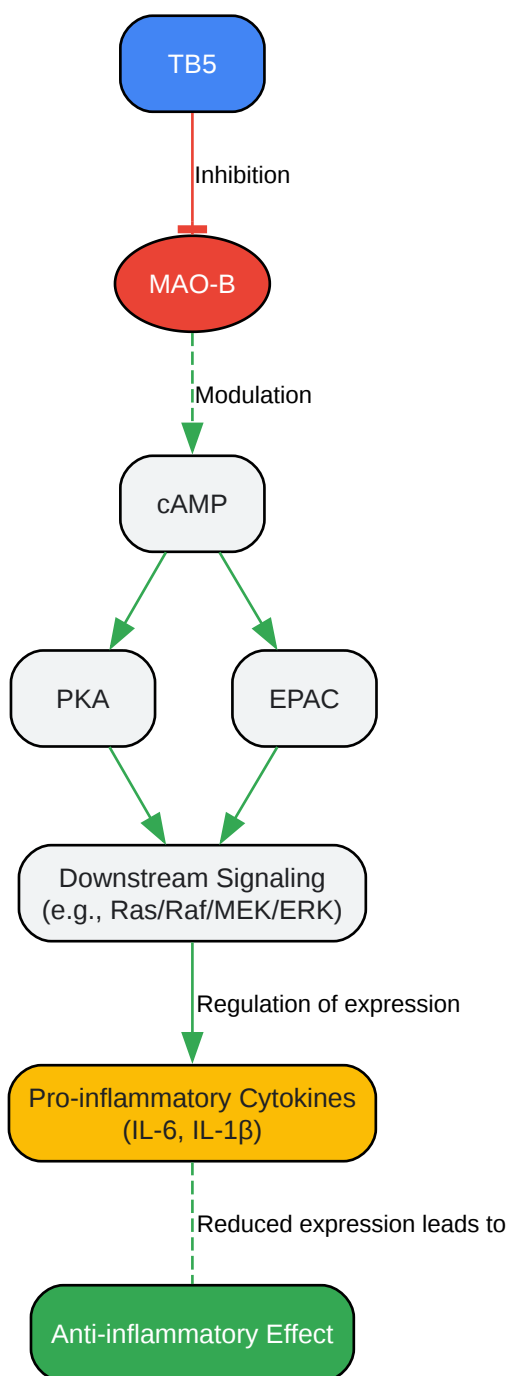 TB5
Inhibition
MAO-B
Modulation
cAMP
PKA
EPAC
Downstream Signaling
(e.g., Ras/Raf/MEK/ERK)
Regulation of expression
Pro-inflammatory Cytokines
(IL-6, IL-1β)
Reduced expression leads to
Anti-inflammatory Effect